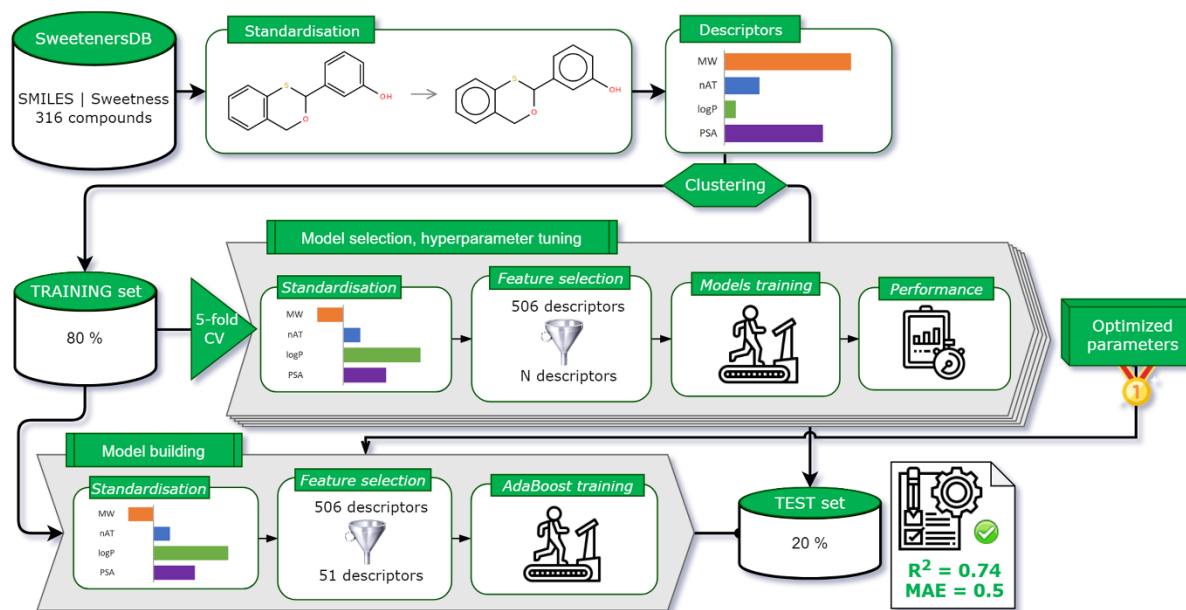 SweetenersDB
SMILES | Sweetness
316 compounds
Standardisation
S
O
OH
S
O
OH
Descriptors
MW
nAT
logP
PSA
Clustering
Model selection, hyperparameter tuning
TRAINING set
80 %
5-fold
CV
Standardisation
MW
nAT
logP
PSA
Feature selection
506 descriptors
N descriptors
Models training
Performance
Optimized
parameters
1
Model building
Standardisation
MW
nAT
logP
PSA
Feature selection
506 descriptors
51 descriptors
AdaBoost training
TEST set
20 %
R² = 0.74
MAE = 0.5